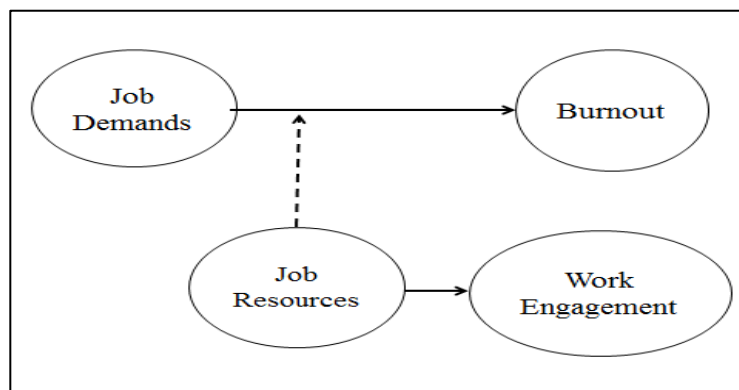 Job
Demands
Burnout
Job
Resources
Work
Engagement